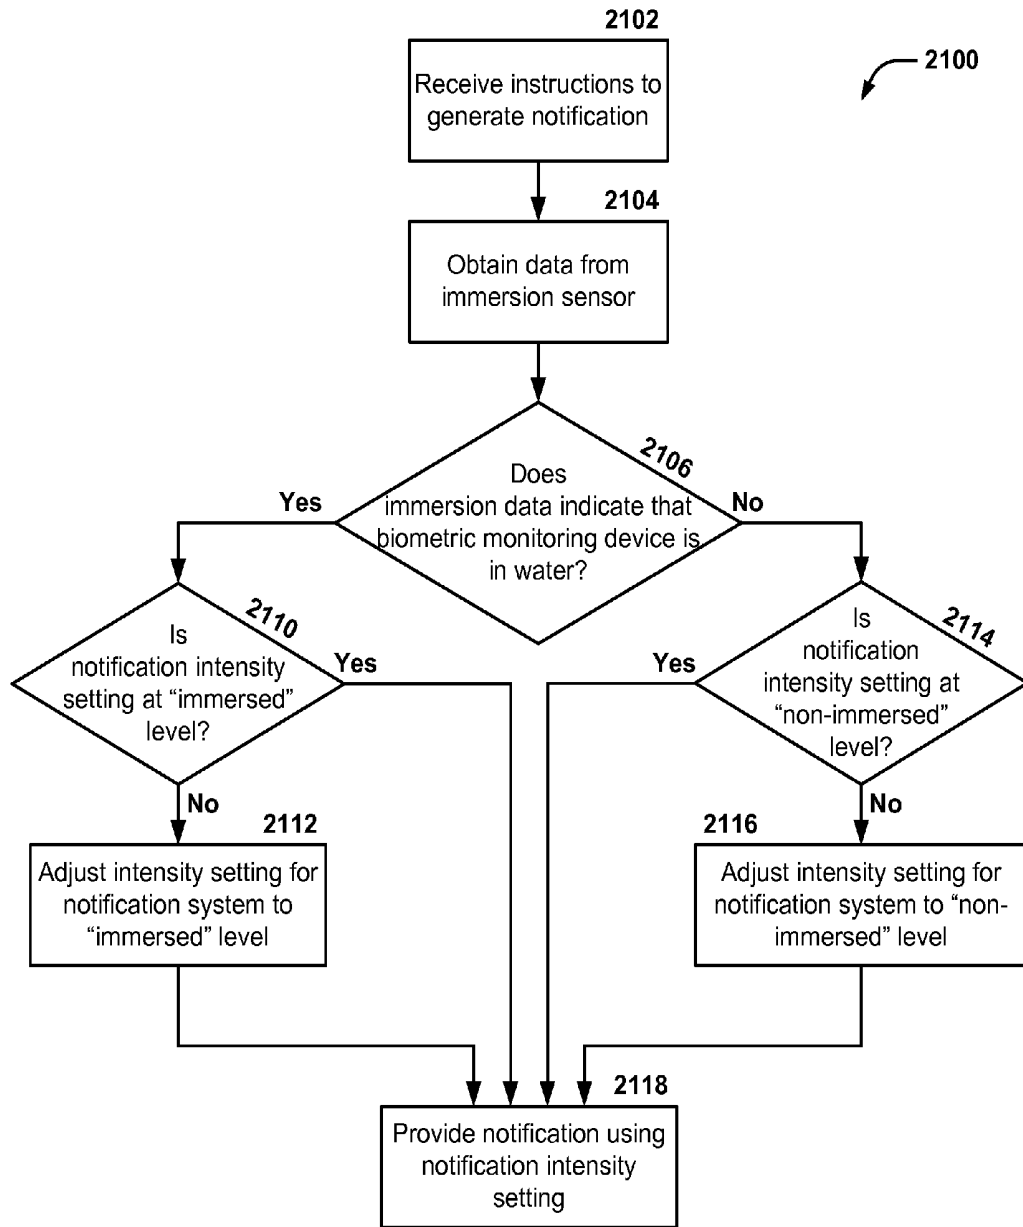 2102
2100
Receive instructions to
generate notification
2104
Obtain data from
immersion sensor
2106
Does
immersion data indicate that
biometric monitoring device is
in water?
Yes
No
2110
Is
notification intensity
setting at “immersed”
level?
Yes
No
2114
Is
notification
intensity setting at
“non-immersed”
level?
Yes
No
2112
Adjust intensity setting for
notification system to
“immersed” level
2116
Adjust intensity setting for
notification system to “non-
immersed” level
2118
Provide notification using
notification intensity
setting